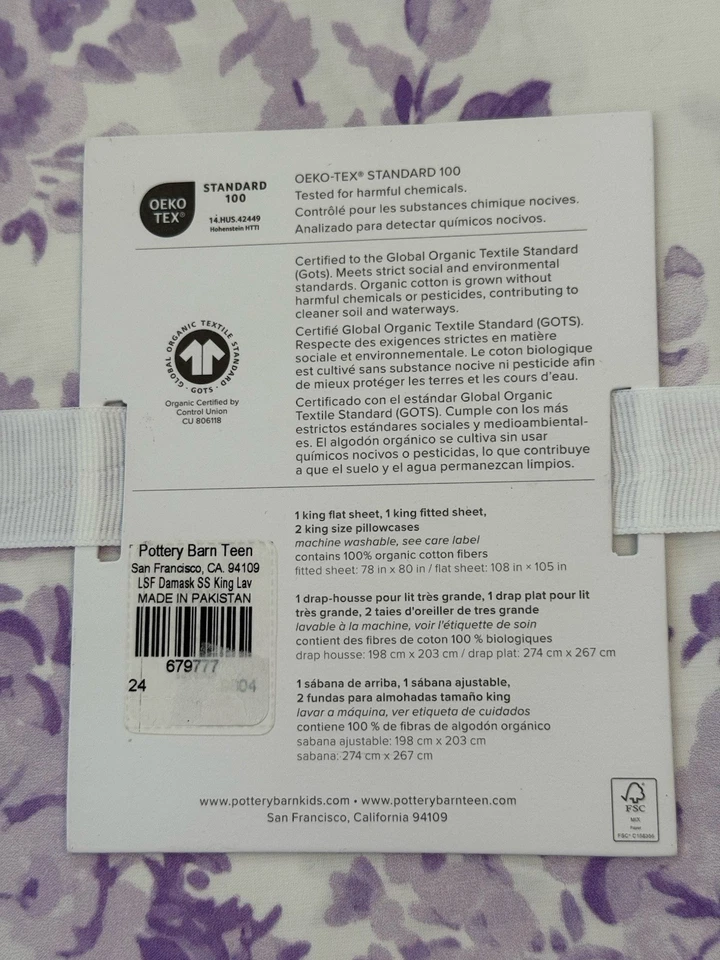 OEKO
TEX®
STANDARD
100
14.HUS.42449
Hohenstein HTTI
OEKO-TEX® STANDARD 100
Tested for harmful chemicals.
Contrôlé pour les substances chimique nocives.
Analizado para detectar químicos nocivos.
GLOBAL ORGANIC TEXTILE STANDARD
· GOTS ·
Organic Certified by
Control Union
CU 806118
Certified to the Global Organic Textile Standard
(Gots). Meets strict social and environmental
standards. Organic cotton is grown without
harmful chemicals or pesticides, contributing to
cleaner soil and waterways.
Certifié Global Organic Textile Standard (GOTS).
Respecte des exigences strictes en matière
sociale et environnementale. Le coton biologique
est cultivé sans substance nocive ni pesticide afin
de mieux protéger les terres et les cours d'eau.
Certificado con el estándar Global Organic
Textile Standard (GOTS). Cumple con los más
estrictos estándares sociales y medioambiental-
es. El algodón orgánico se cultiva sin usar
químicos nocivos o pesticidas, lo que contribuye
a que el suelo y el agua permanezcan limpios.
1 king flat sheet, 1 king fitted sheet,
2 king size pillowcases
machine washable, see care label
contains 100% organic cotton fibers
fitted sheet: 78 in x 80 in / flat sheet: 108 in × 105 in
1 drap-housse pour lit très grande, 1 drap plat pour lit
très grande, 2 taies d'oreiller de tres grande
lavable à la machine, voir l'étiquette de soin
contient des fibres de coton 100 % biologiques
drap housse: 198 cm x 203 cm / drap plat: 274 cm x 267 cm
1 sábana de arriba, 1 sábana ajustable,
2 fundas para almohadas tamaño king
lavar a máquina, ver etiqueta de cuidados
contiene 100 % de fibras de algodón orgánico
sabana ajustable: 198 cm x 203 cm
sabana: 274 cm x 267 cm
Pottery Barn Teen
San Francisco, CA. 94109
LSF Damask SS King Lav
MADE IN PAKISTAN
679777
24
www.potterybarnkids.com • www.potterybarnteen.com
San Francisco, California 94109
FSC
MIX
Paper